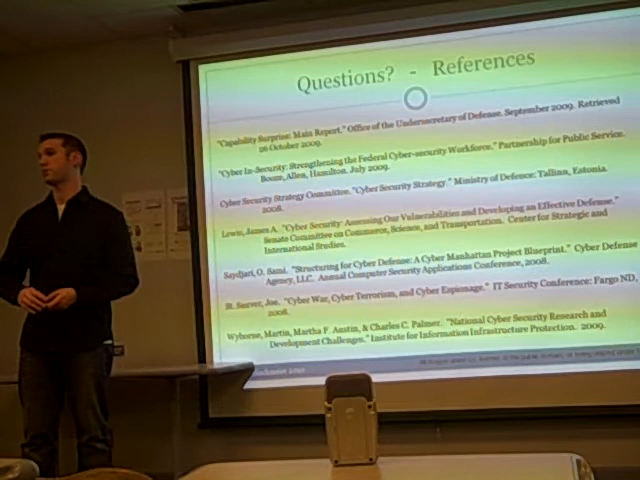 Questions? - References
"Capability Surprise: Main Report." Office of the Undersecretary of Defense. September 2009. Retrieved
26 October 2009.
"Cyber In-Security: Strengthening the Federal Cyber-security Workforce." Partnership for Public Service.
Booz, Allen, Hamilton. July 2009.
Cyber Security Strategy Committee. "Cyber Security Strategy." Ministry of Defence: Tallinn, Estonia.
2008.
Lewis, James A. "Cyber Security: Assessing Our Vulnerabilities and Developing an Effective Defense."
Senate Committee on Commerce, Science, and Transportation. Center for Strategic and
International Studies.
Saydjari, O. Sami. "Structuring for Cyber Defense: A Cyber Manhattan Project Blueprint." Cyber Defense
Agency, LLC. Annual Computer Security Applications Conference, 2008.
St. Sauver, Joe. "Cyber War, Cyber Terrorism, and Cyber Espionage." IT Security Conference: Fargo ND,
2008.
Wybourne, Martin, Martha F. Austin, & Charles C. Palmer. "National Cyber Security Research and
Development Challenges." Institute for Information Infrastructure Protection. 2009.